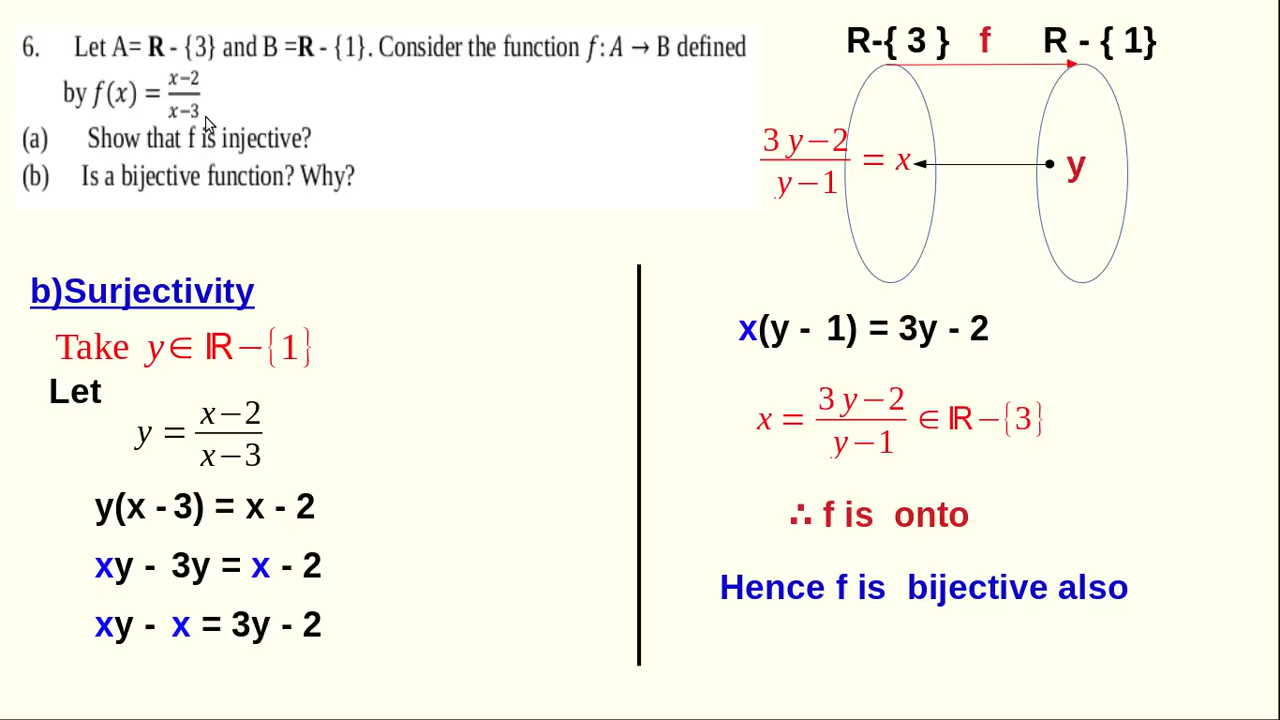 6. Let A= R - {3} and B =R - {1}. Consider the function f: A → B defined
by f(x) = x−2 / x−3
(a) Show that f is injective?
(b) Is a bijective function? Why?
R-{ 3 } f R - { 1}
3 y−2 / y−1 = x
y
b)Surjectivity
Take y∈ ℝ−{1}
Let
y = x−2 / x−3
y(x - 3) = x - 2
xy - 3y = x - 2
xy - x = 3y - 2
x(y - 1) = 3y - 2
x = 3 y−2 / y−1 ∈ ℝ−{3}
∴ f is onto
Hence f is bijective also